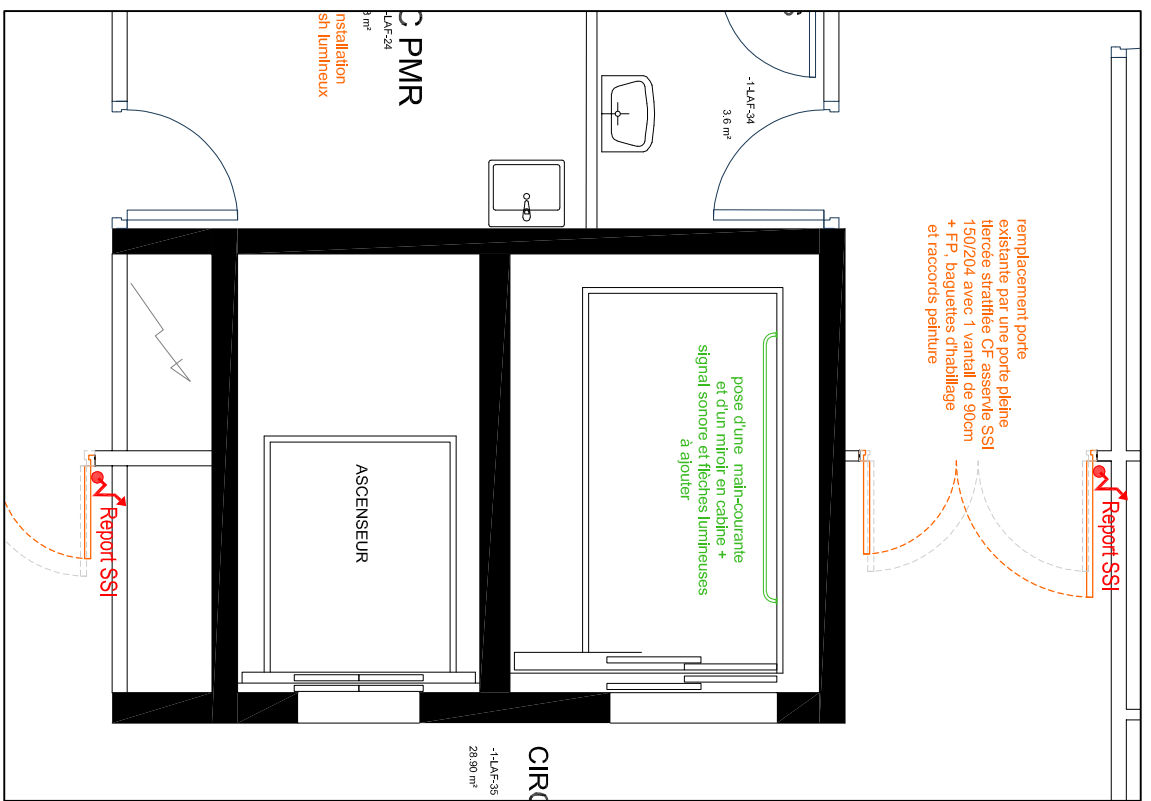 Report SSI
remplacement porte
existante par une porte pleine
tiercée stratifiée CF asservie SSI
150/204 avec 1 vantail de 90cm
+ FP, baguettes d'habillage
et raccords peinture
-1-LAF-34
3.6 m²
pose d'une main-courante
et d'un miroir en cabine +
signal sonore et flèches lumineuses
à ajouter
CIRC
-1-LAF-35
28.90 m²
C PMR
-LAF-24
m²
nstallation
sh lumineux
ASCENSEUR
Report SSI